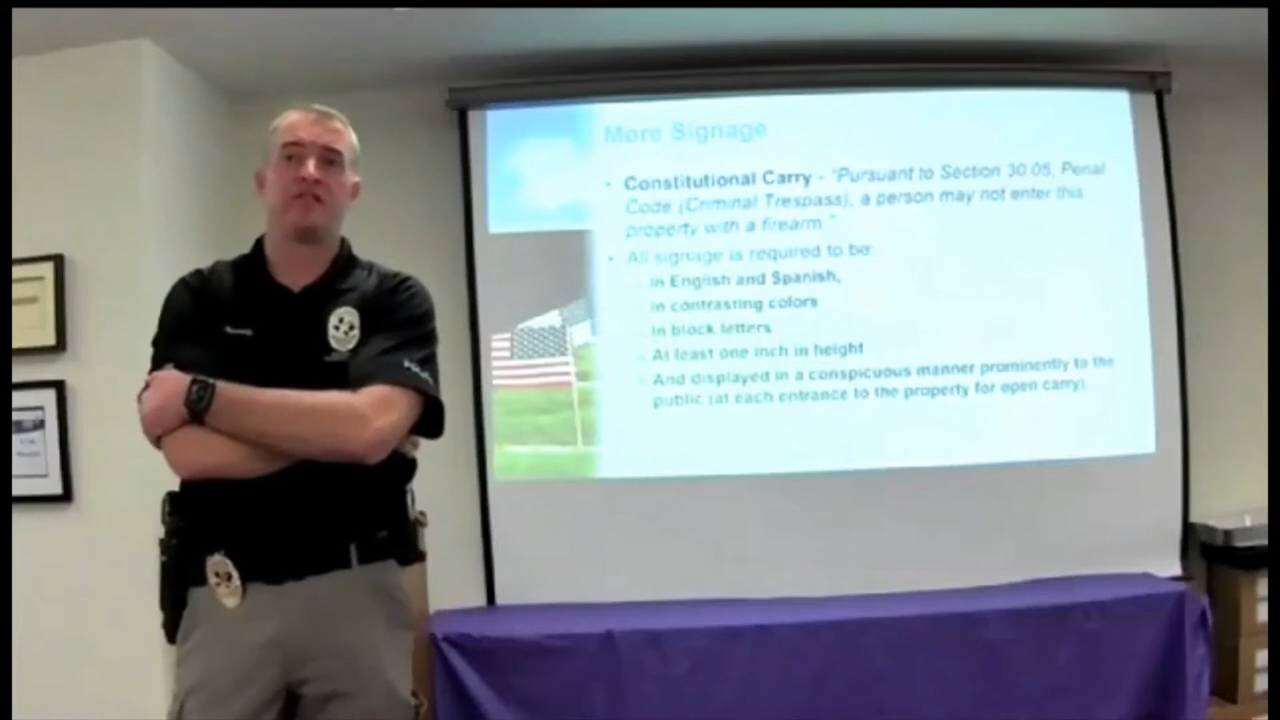 More Signage
• Constitutional Carry - "Pursuant to Section 30.05, Penal
Code (Criminal Trespass), a person may not enter this
property with a firearm."
• All signage is required to be:
– in English and Spanish,
– in contrasting colors
– In block letters
– At least one inch in height
– And displayed in a conspicuous manner prominently to the
public (at each entrance to the property for open carry).